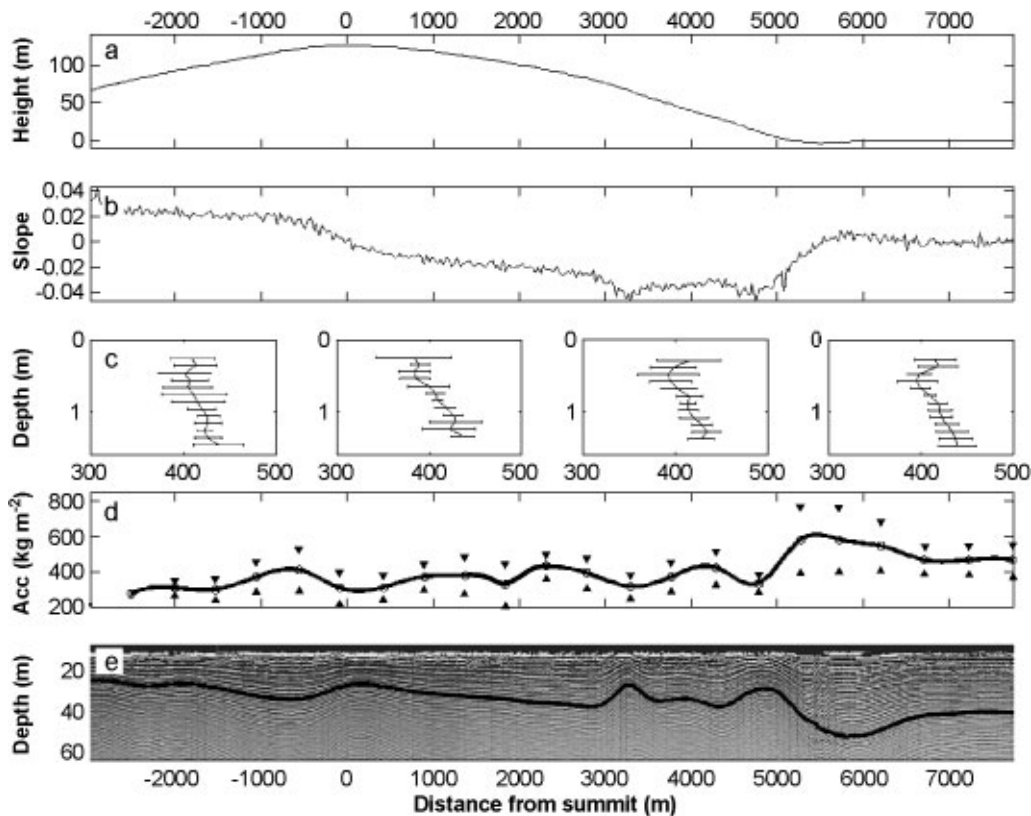 -2000 -1000 0 1000 2000 3000 4000 5000 6000 7000
a
Height (m)
100
50
0
b
Slope
0.04
0.02
0
-0.02
-0.04
c
Depth (m)
0 0 0 0
1 1 1 1
300 400 500 300 400 500 300 400 500 300 400 500
d
Acc (kg m-2)
800
600
400
200
e
Depth (m)
20
40
60
-2000 -1000 0 1000 2000 3000 4000 5000 6000 7000
Distance from summit (m)